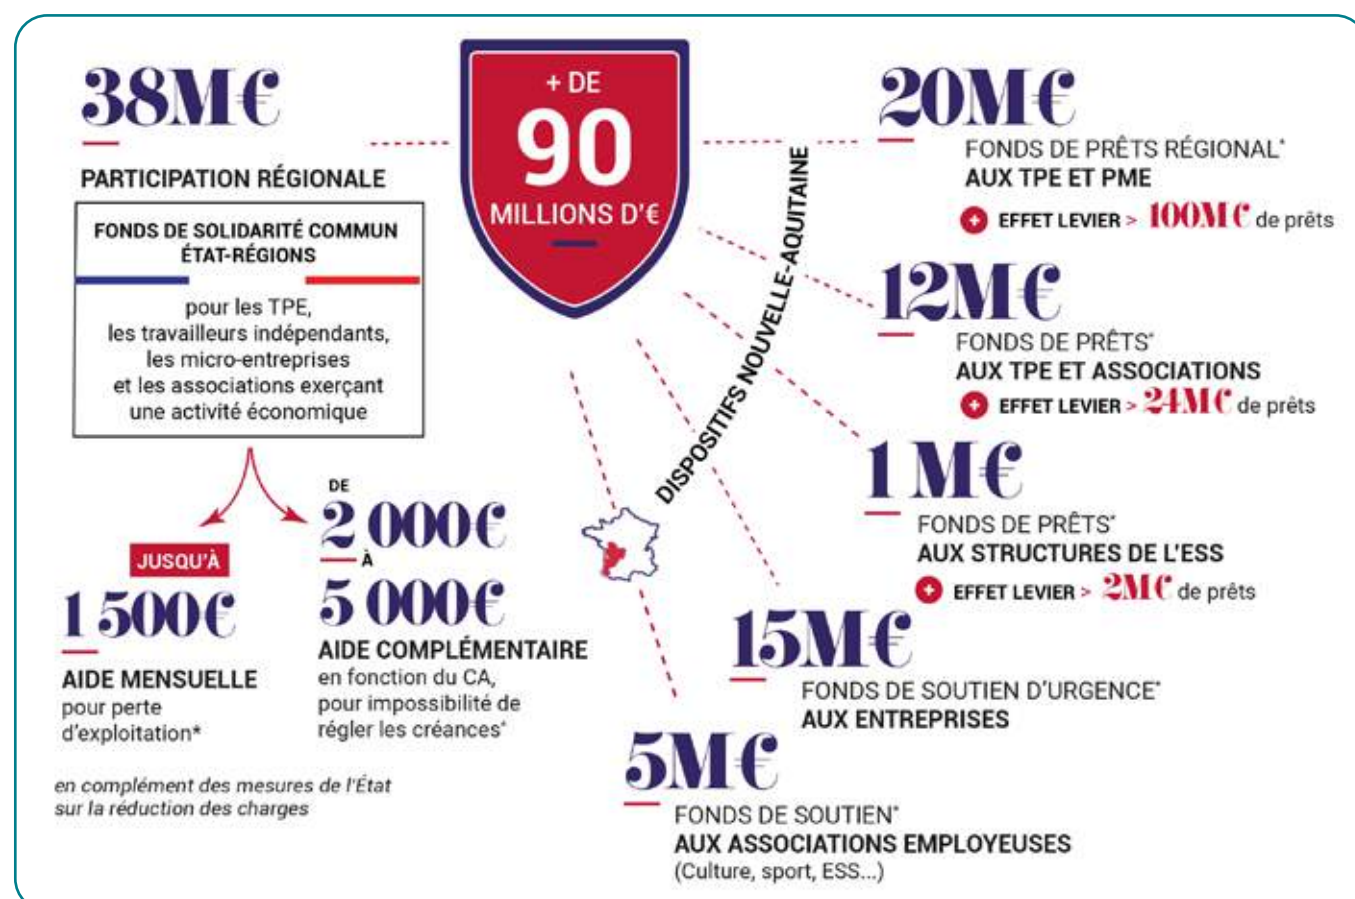 + DE
90
MILLIONS D'€
38M€
PARTICIPATION RÉGIONALE
FONDS DE SOLIDARITÉ COMMUN
ÉTAT-RÉGIONS
pour les TPE,
les travailleurs indépendants,
les micro-entreprises
et les associations exerçant
une activité économique
JUSQU'À
1 500€
AIDE MENSUELLE
pour perte
d'exploitation*
DE
2 000€
À
5 000€
AIDE COMPLÉMENTAIRE
en fonction du CA,
pour impossibilité de
régler les créances*
en complément des mesures de l'État
sur la réduction des charges
DISPOSITIFS NOUVELLE-AQUITAINE
20M€
FONDS DE PRÊTS RÉGIONAL*
AUX TPE ET PME
+ EFFET LEVIER > 100M€ de prêts
12M€
FONDS DE PRÊTS*
AUX TPE ET ASSOCIATIONS
+ EFFET LEVIER > 24M€ de prêts
1 M€
FONDS DE PRÊTS*
AUX STRUCTURES DE L'ESS
+ EFFET LEVIER > 2M€ de prêts
15M€
FONDS DE SOUTIEN D'URGENCE*
AUX ENTREPRISES
5M€
FONDS DE SOUTIEN*
AUX ASSOCIATIONS EMPLOYEUSES
(Culture, sport, ESS...)